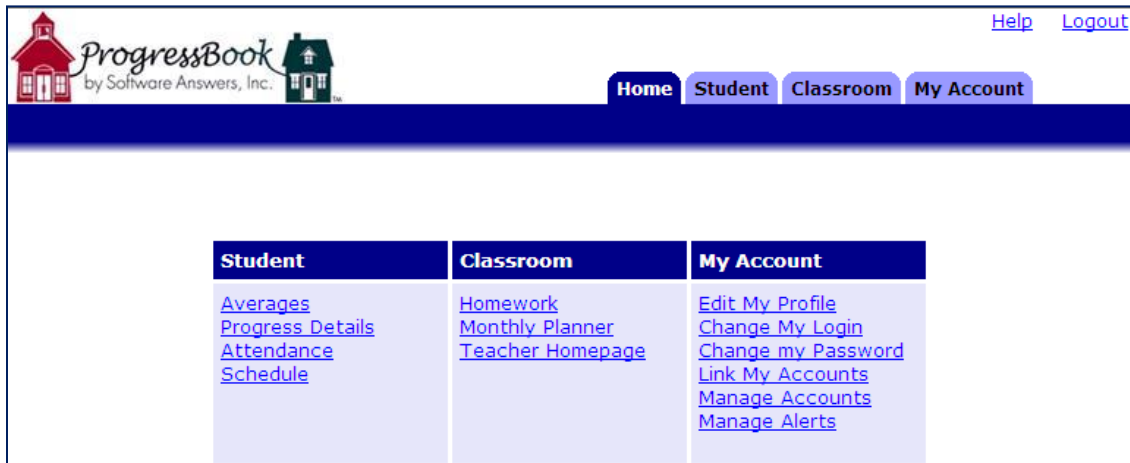 Help Logout
ProgressBook
by Software Answers, Inc.
TM
Home Student Classroom My Account
Student Classroom My Account
Averages Homework Edit My Profile
Progress Details Monthly Planner Change My Login
Attendance Teacher Homepage Change my Password
Schedule Link My Accounts
Manage Accounts
Manage Alerts